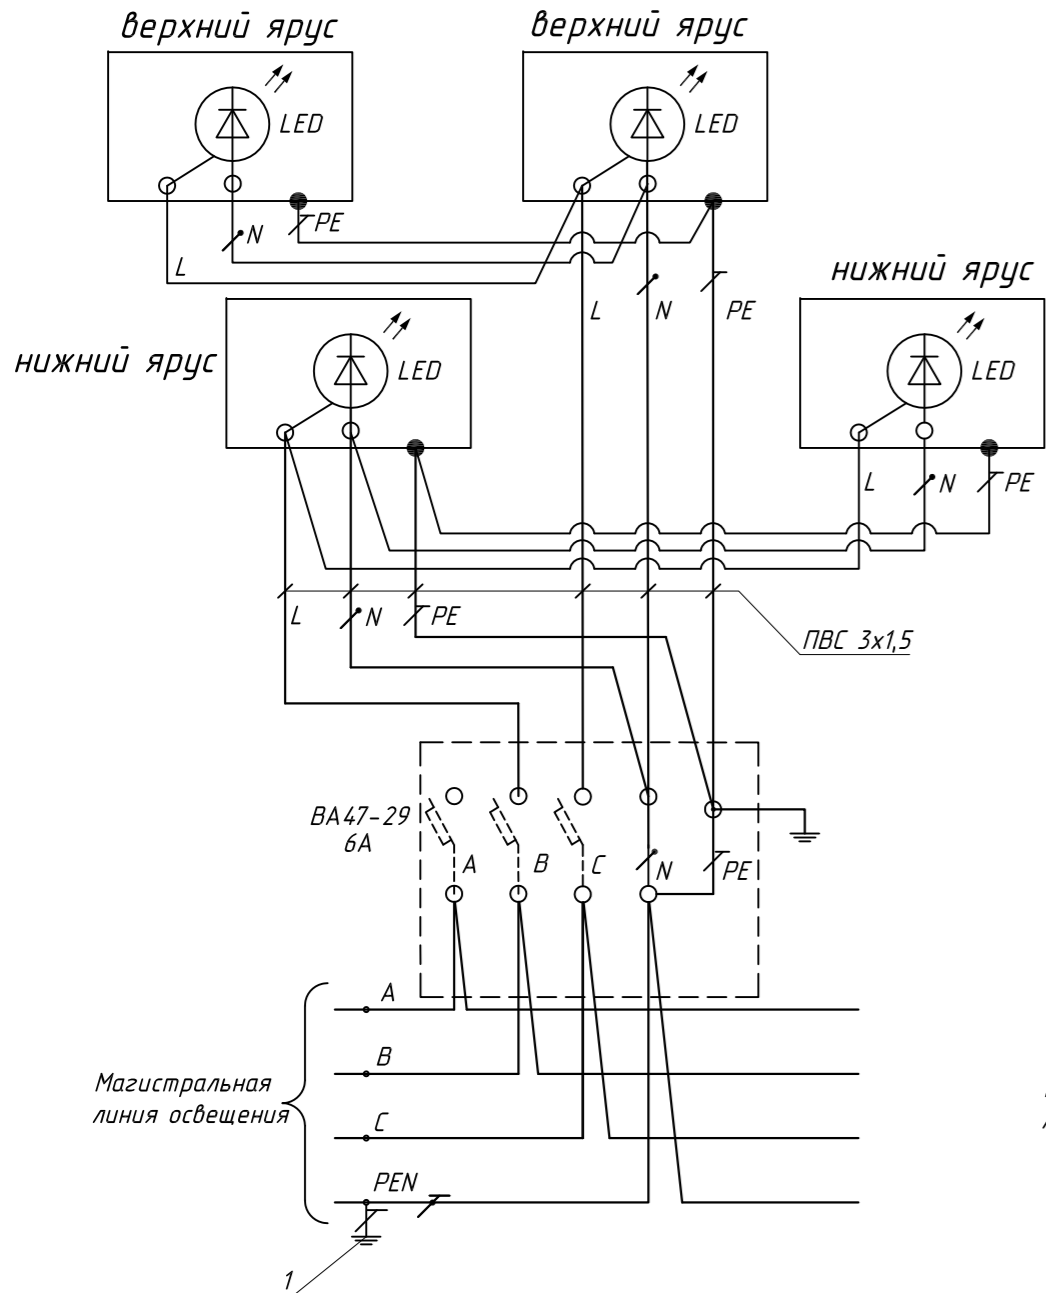 верхний ярус
верхний ярус
LED
LED
PE
N
L
нижний ярус
L
N
PE
нижний ярус
LED
LED
L
N
PE
L
N
PE
ПВС 3х1,5
ВА47-29
6А
A
B
C
N
PE
A
B
Магистральная
линия освещения
C
PEN
1